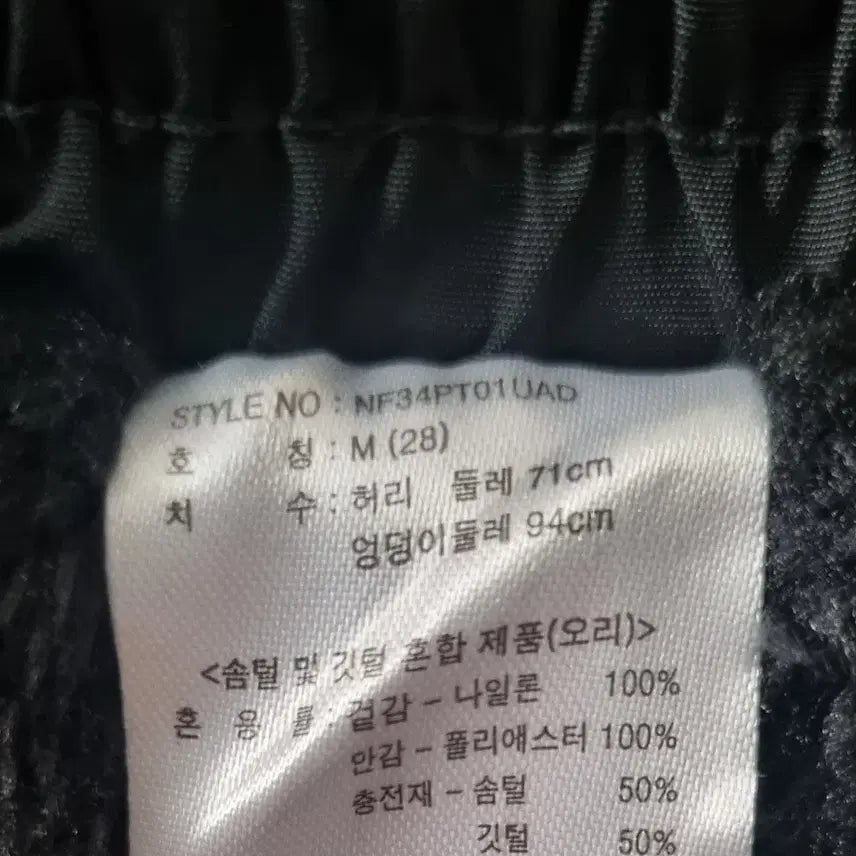 STYLE NO : NF34PT01UAD
호 칭 : M (28)
처 수 : 허리 둘레 71cm
엉덩이둘레 94cm
<솜털 및 깃털 혼합 제품(오리)>
혼 용 률 : 겉감 - 나일론 100%
안감 - 폴리애스터 100%
충전재 - 솜털 50%
깃털 50%